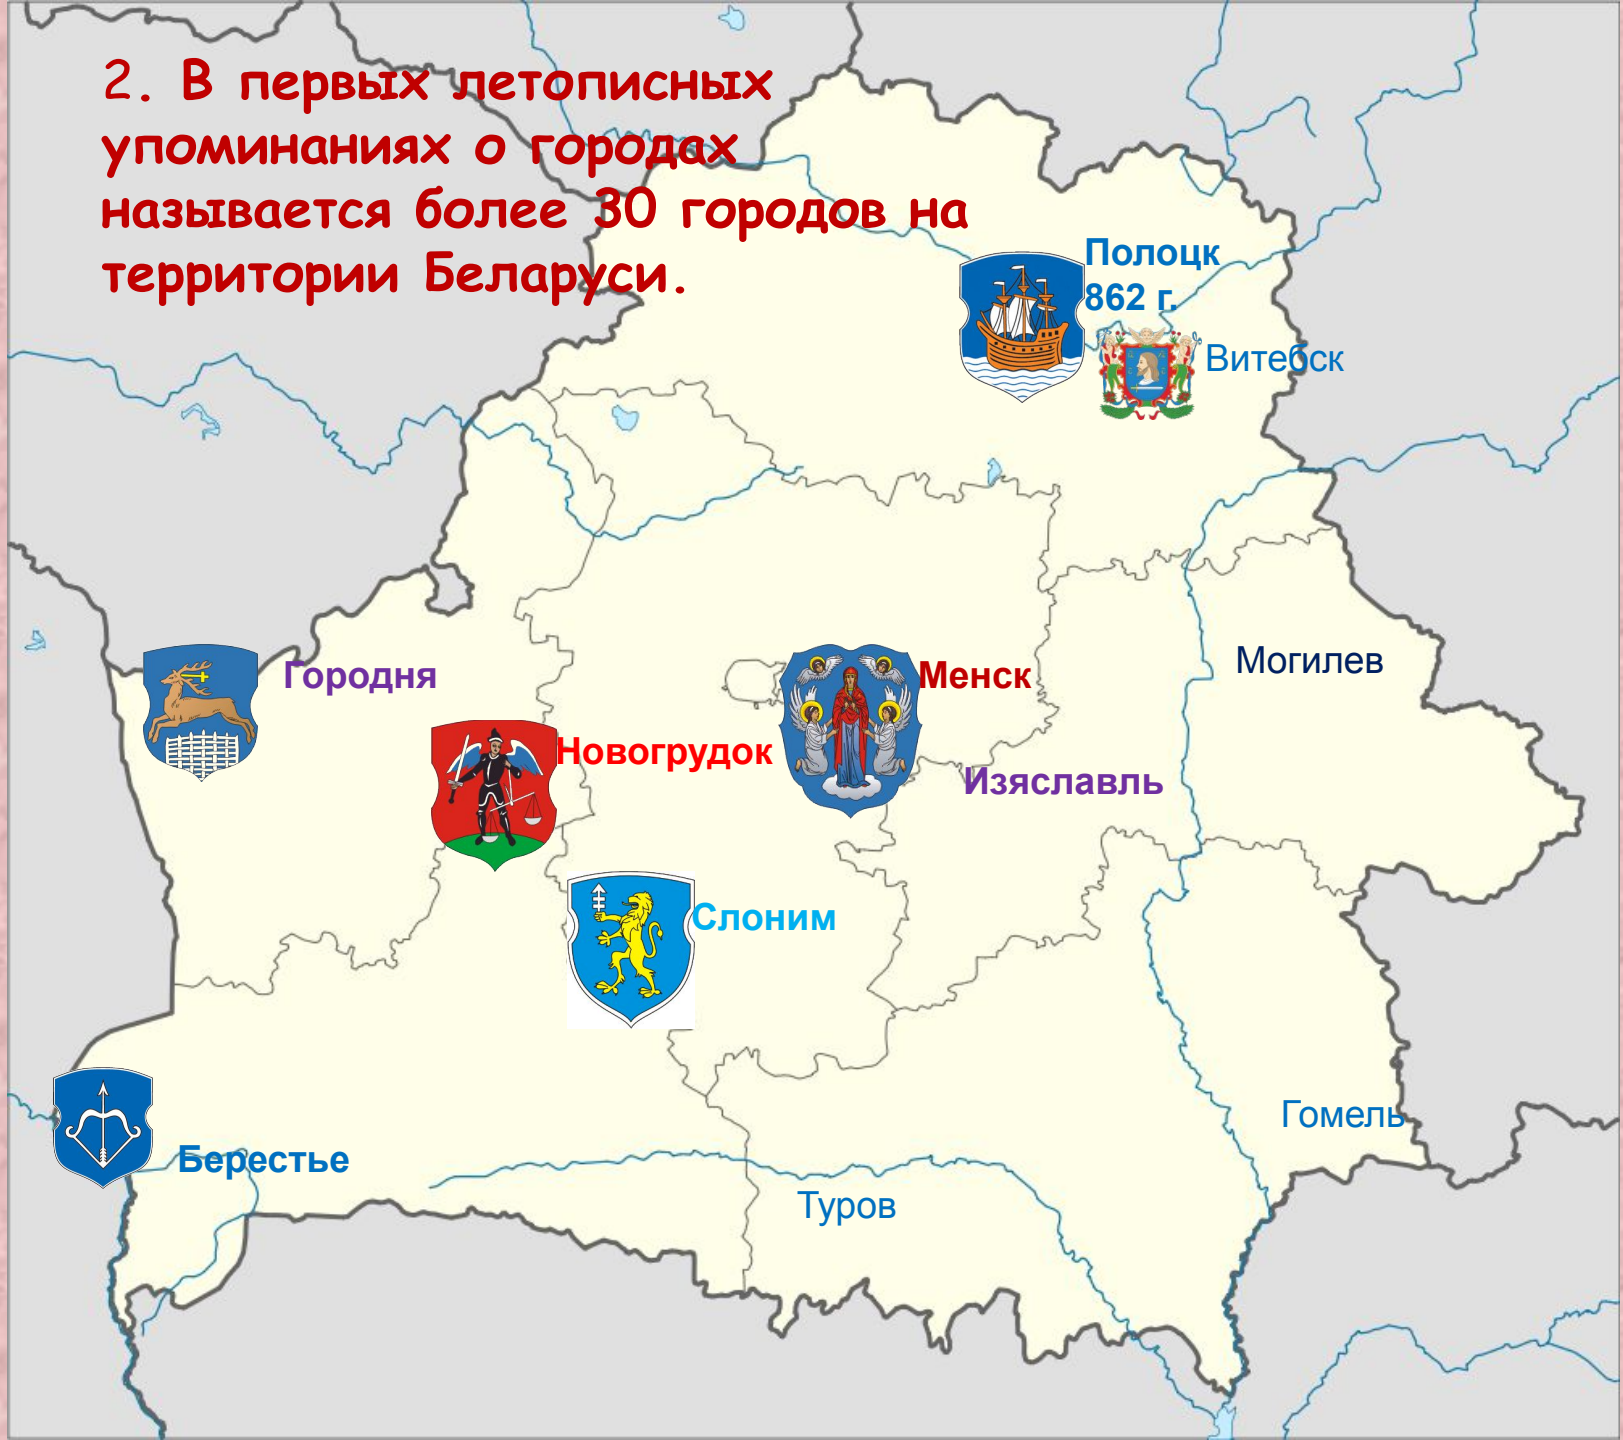 2. В первых летописных
упоминаниях о городах
называется более 30 городов на
территории Беларуси.
Полоцк
862 г.
Витебск
Могилев
Городня
Менск
Новогрудок
Изяславль
Слоним
Гомель
Берестье
Туров